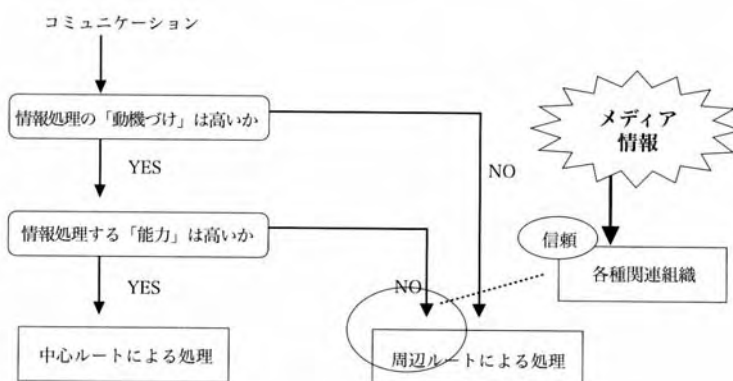 コミュニケーション
情報処理の「動機づけ」は高いか
メディア
情報
YES
NO
情報処理する「能力」は高いか
信頼
各種関連組織
YES
NO
中心ルートによる処理
周辺ルートによる処理